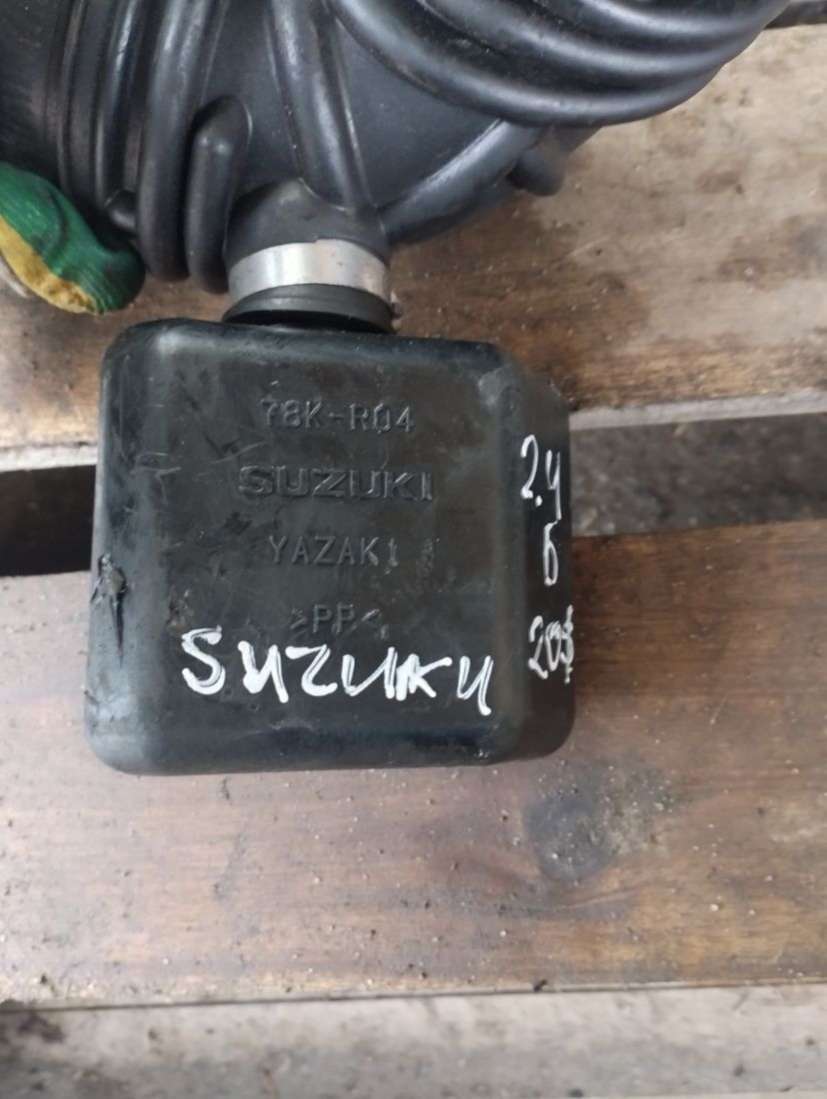 78K-R04
SUZUKI
YAZAKI
>PP<
SUZUKU
2.4
Б
20$